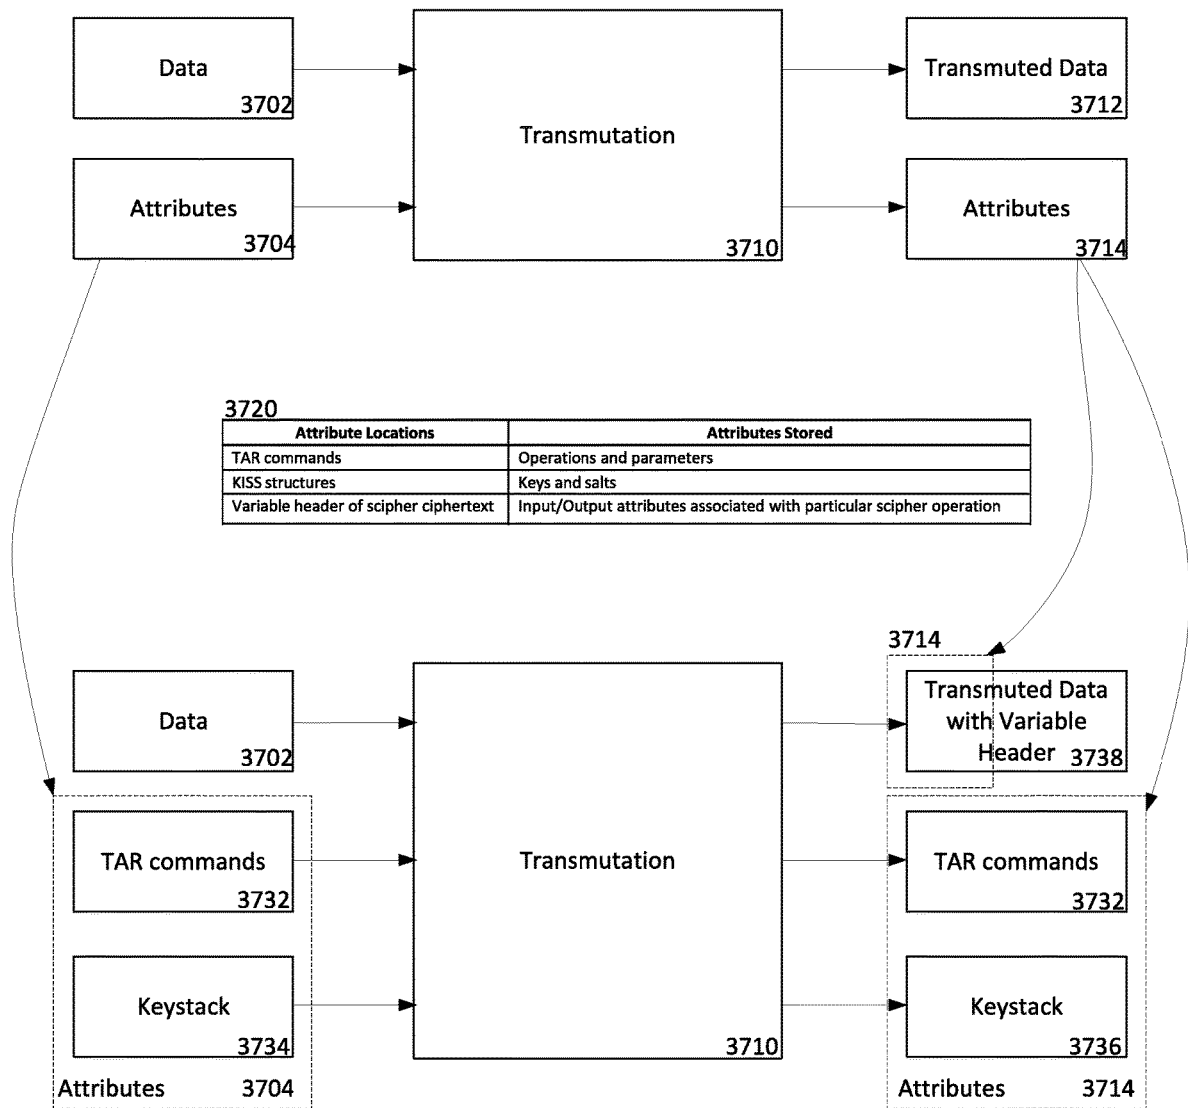 Data
3702
Transmutation
3710
Transmuted Data
3712
Attributes
3704
Attributes
3714
3720
Attribute Locations Attributes Stored
TAR commands Operations and parameters
KISS structures Keys and salts
Variable header of scipher ciphertext Input/Output attributes associated with particular scipher operation
3714
Data
3702
Transmutation
3710
Transmuted Data
with Variable
Header 3738
TAR commands
3732
TAR commands
3732
Keystack
3734
Keystack
3736
Attributes 3704
Attributes 3714